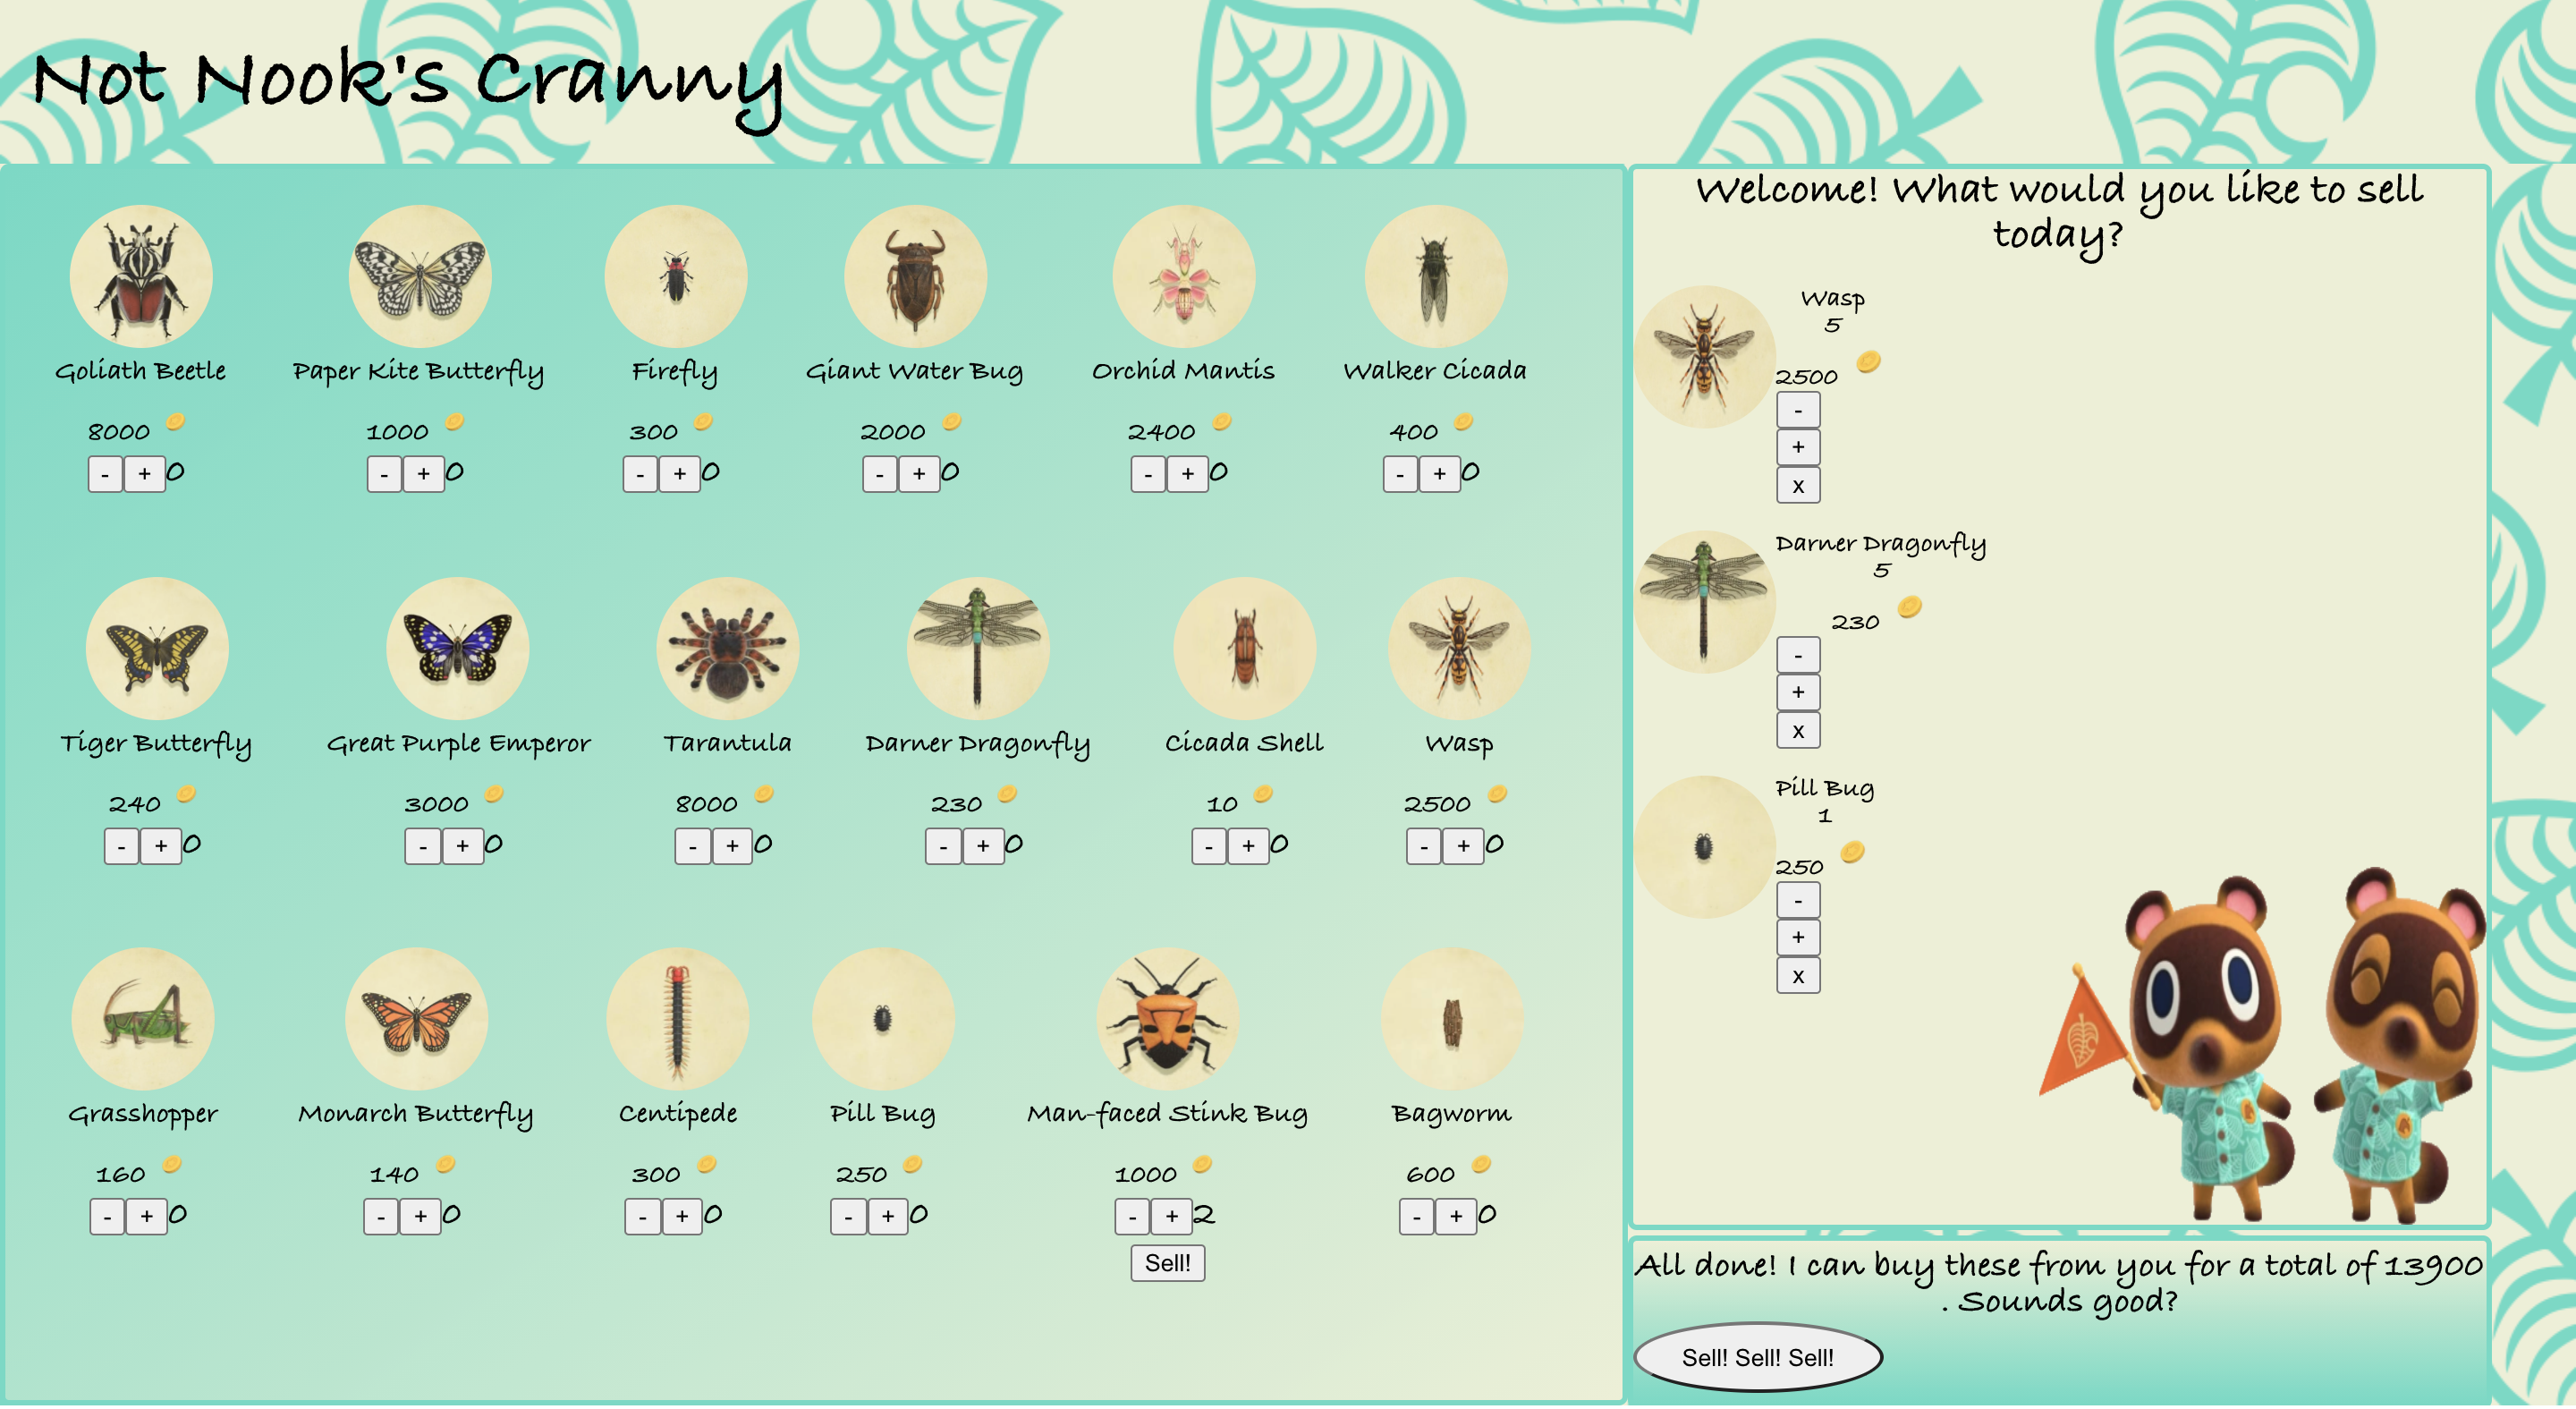 Not Nook's Cranny
Goliath Beetle
8000
- + 0
Paper Kite Butterfly
1000
- + 0
Firefly
300
- + 0
Giant Water Bug
2000
- + 0
Orchid Mantis
2400
- + 0
Walker Cicada
400
- + 0
Tiger Butterfly
240
- + 0
Great Purple Emperor
3000
- + 0
Tarantula
8000
- + 0
Darner Dragonfly
230
- + 0
Cicada Shell
10
- + 0
Wasp
2500
- + 0
Grasshopper
160
- + 0
Monarch Butterfly
140
- + 0
Centipede
300
- + 0
Pill Bug
250
- + 0
Man-faced Stink Bug
1000
- + 2
Sell!
Bagworm
600
- + 0
Welcome! What would you like to sell
today?
Wasp
5
2500
-
+
x
Darner Dragonfly
5
230
-
+
x
Pill Bug
1
250
-
+
x
All done! I can buy these from you for a total of 13900
. Sounds good?
Sell! Sell! Sell!